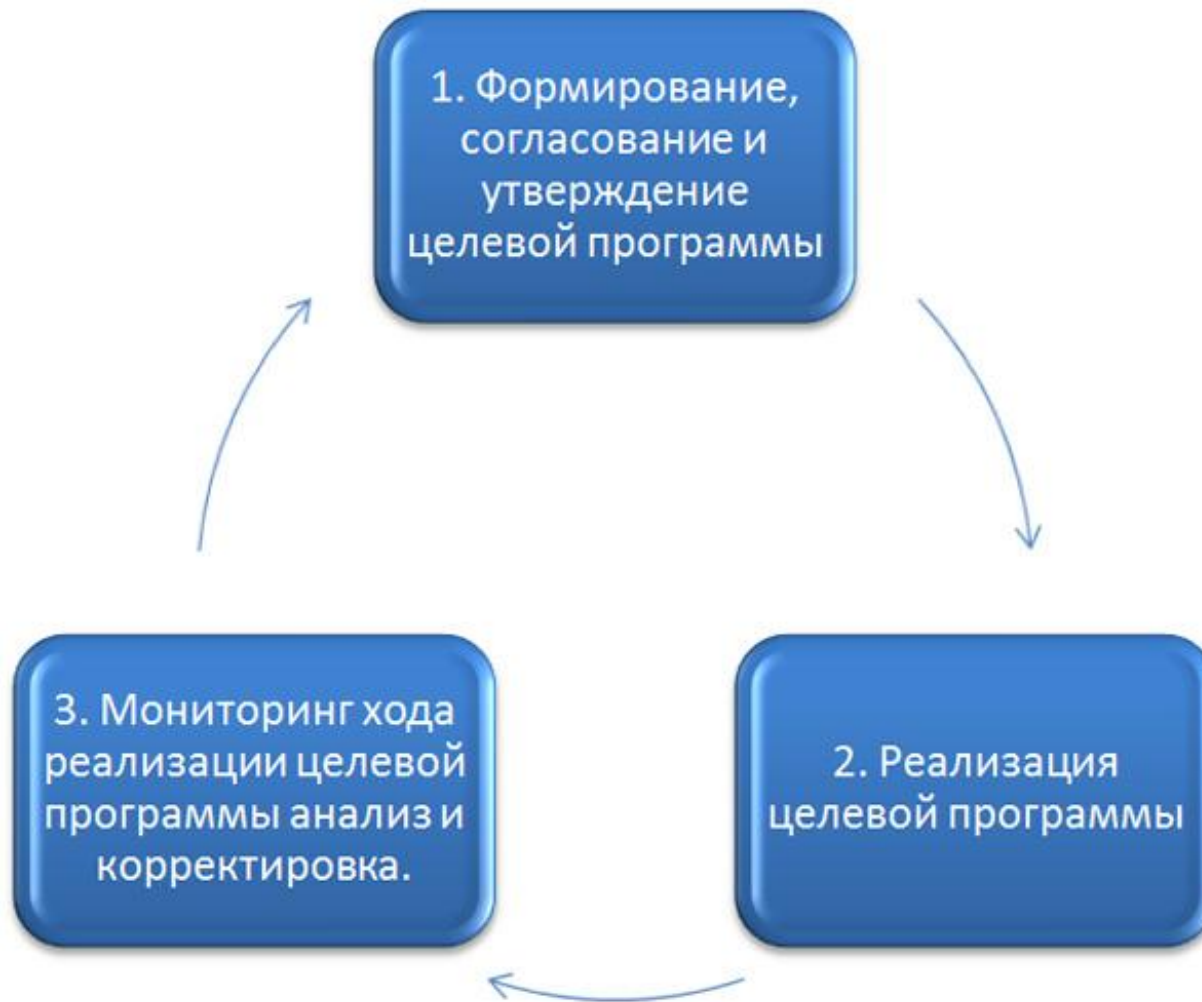 1. Формирование,
согласование и
утверждение
целевой программы
2. Реализация
целевой программы
3. Мониторинг хода
реализации целевой
программы анализ и
корректировка.